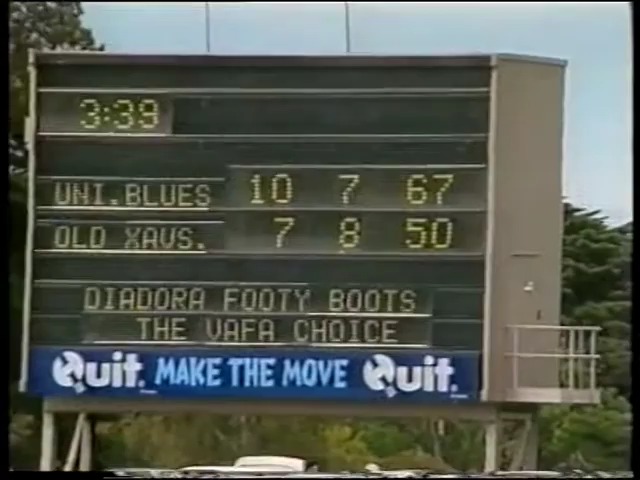 3:39
UNI.BLUES 10 7 67
OLD XAVS. 7 8 50
DIADORA FOOTY BOOTS
THE VAFA CHOICE
Quit. MAKE THE MOVE Quit.